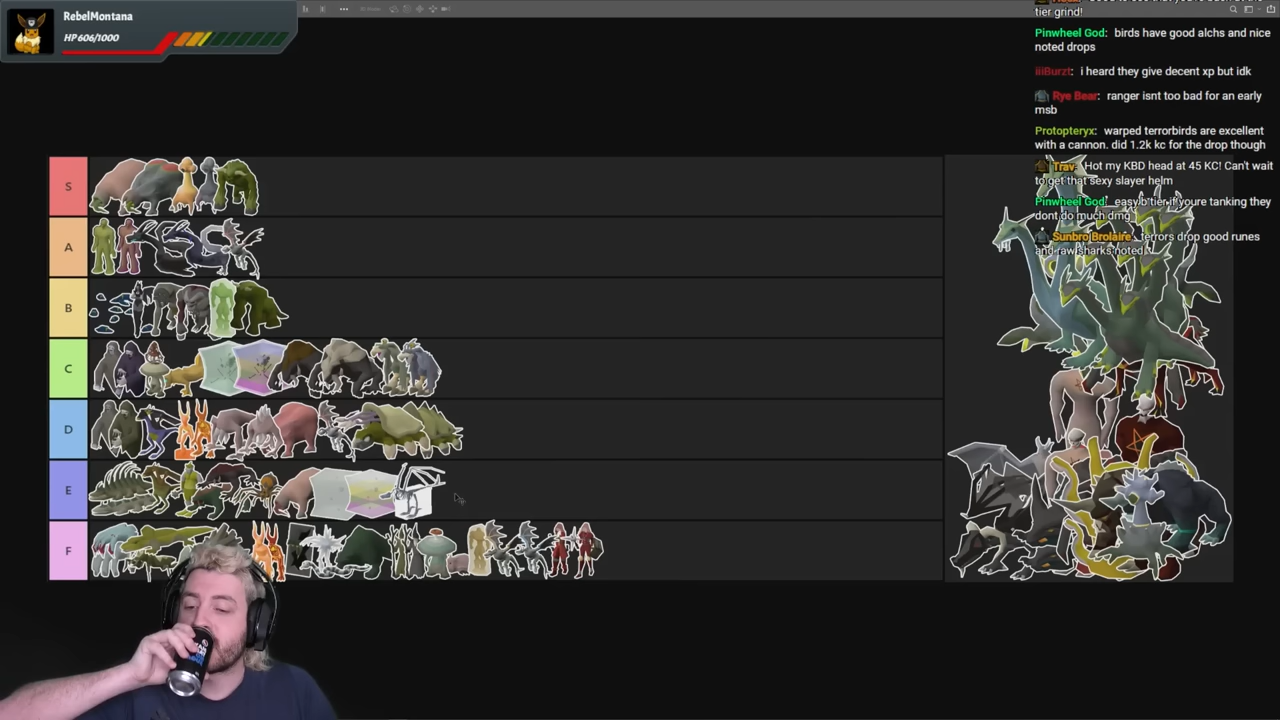 RebelMontana
HP 606/1000
tier grind!
Pinwheel God: birds have good alchs and nice
noted drops
iiiBurzt: i heard they give decent xp but idk
Rye Bear: ranger isnt too bad for an early
msb
Protopteryx: warped terrorbirds are excellent
with a cannon. did 1.2k kc for the drop though
Trav: Hot my KBD head at 45 KC! Can't wait
to get that sexy slayer helm
Pinwheel God: easy b tier if youre tanking they
dont do much dmg
Sunbro Brolaire: terrors drop good runes
and raw sharks noted
S
A
B
C
D
E
F